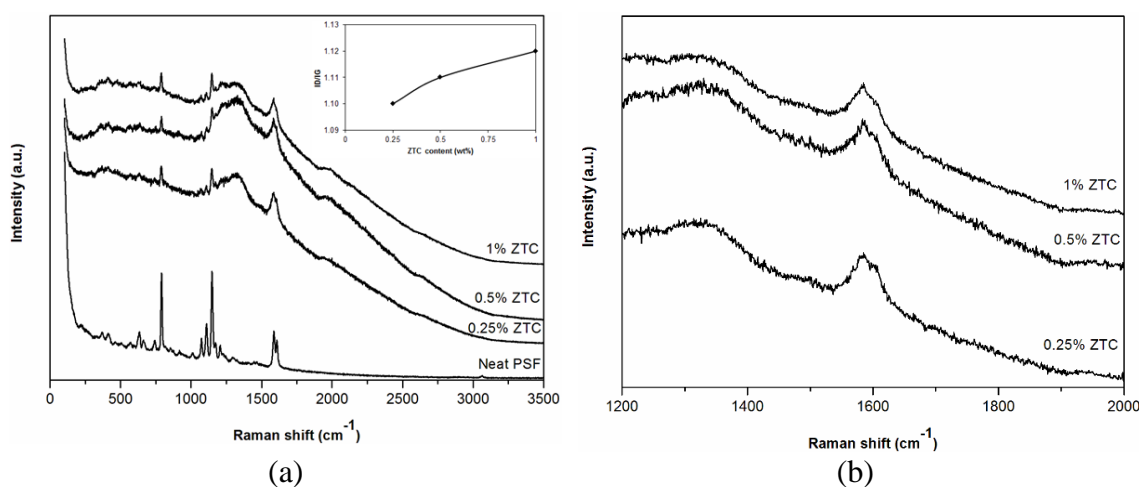 1.13
1.12
1.11
1.10
1.09
ID/IG
0 0.25 0.5 0.75 1
ZTC content (wt%)
1% ZTC
0.5% ZTC
0.25% ZTC
Neat PSF
Intensity (a.u.)
0 500 1000 1500 2000 2500 3000 3500
Raman shift (cm-1)
(a)
1% ZTC
0.5% ZTC
0.25% ZTC
Intensity (a.u.)
1200 1400 1600 1800 2000
Raman shift (cm-1)
(b)